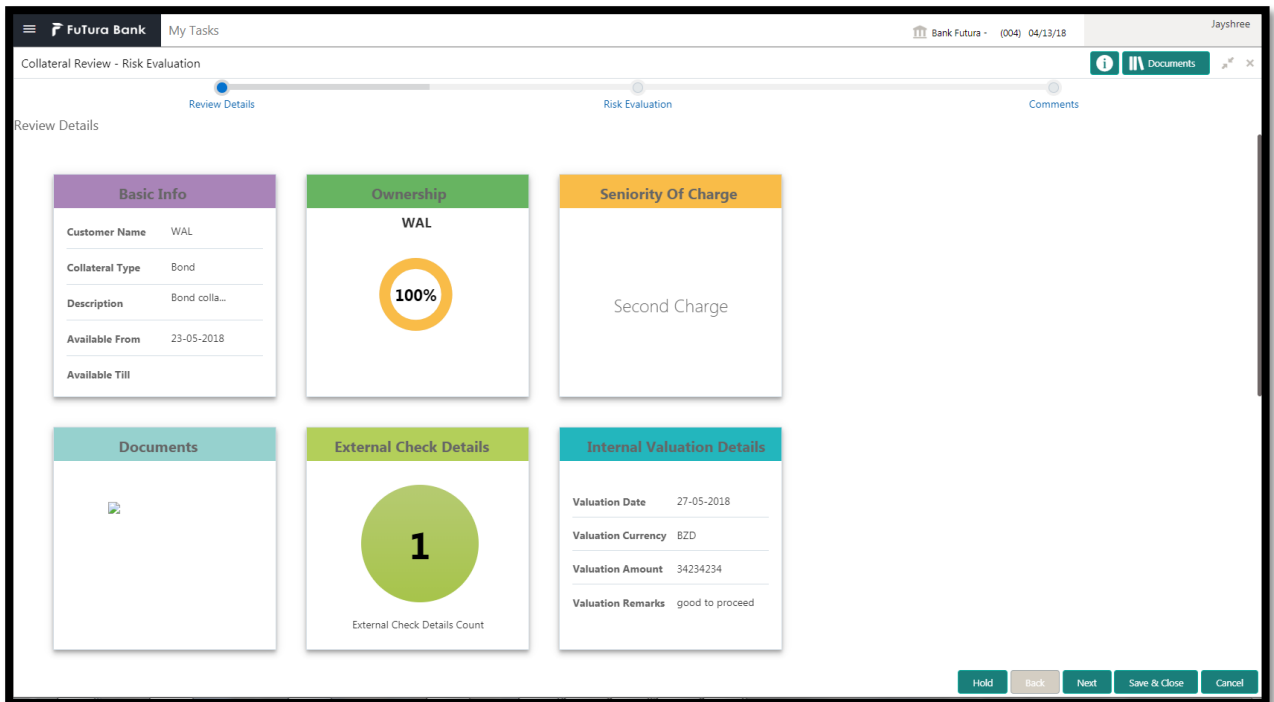 FuTura Bank
My Tasks
Bank Futura - (004) 04/13/18
Jayshree
Collateral Review - Risk Evaluation
i
Documents
Review Details
Risk Evaluation
Comments
Review Details
Basic Info
Customer Name WAL
Collateral Type Bond
Description Bond colla...
Available From 23-05-2018
Available Till
Ownership
WAL
100%
Seniority Of Charge
Second Charge
Documents
External Check Details
1
External Check Details Count
Internal Valuation Details
Valuation Date 27-05-2018
Valuation Currency BZD
Valuation Amount 34234234
Valuation Remarks good to proceed
Hold
Back
Next
Save & Close
Cancel